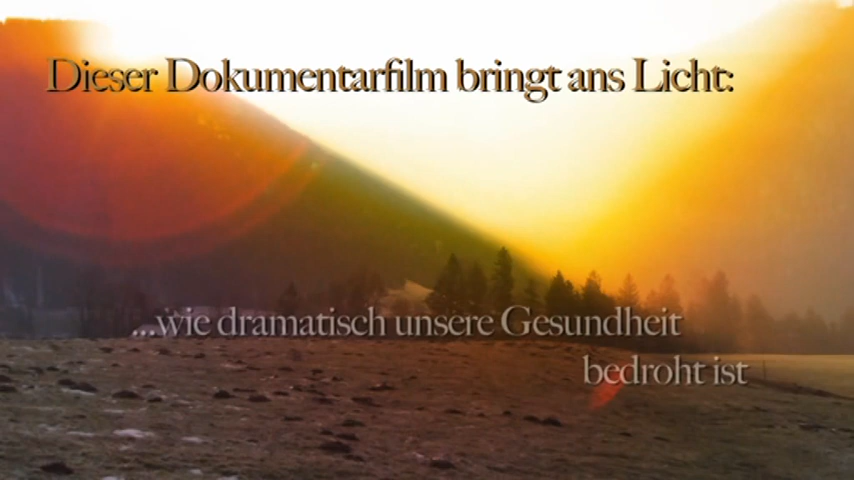 Dieser Dokumentarfilm bringt ans Licht:
...wie dramatisch unsere Gesundheit
bedroht ist